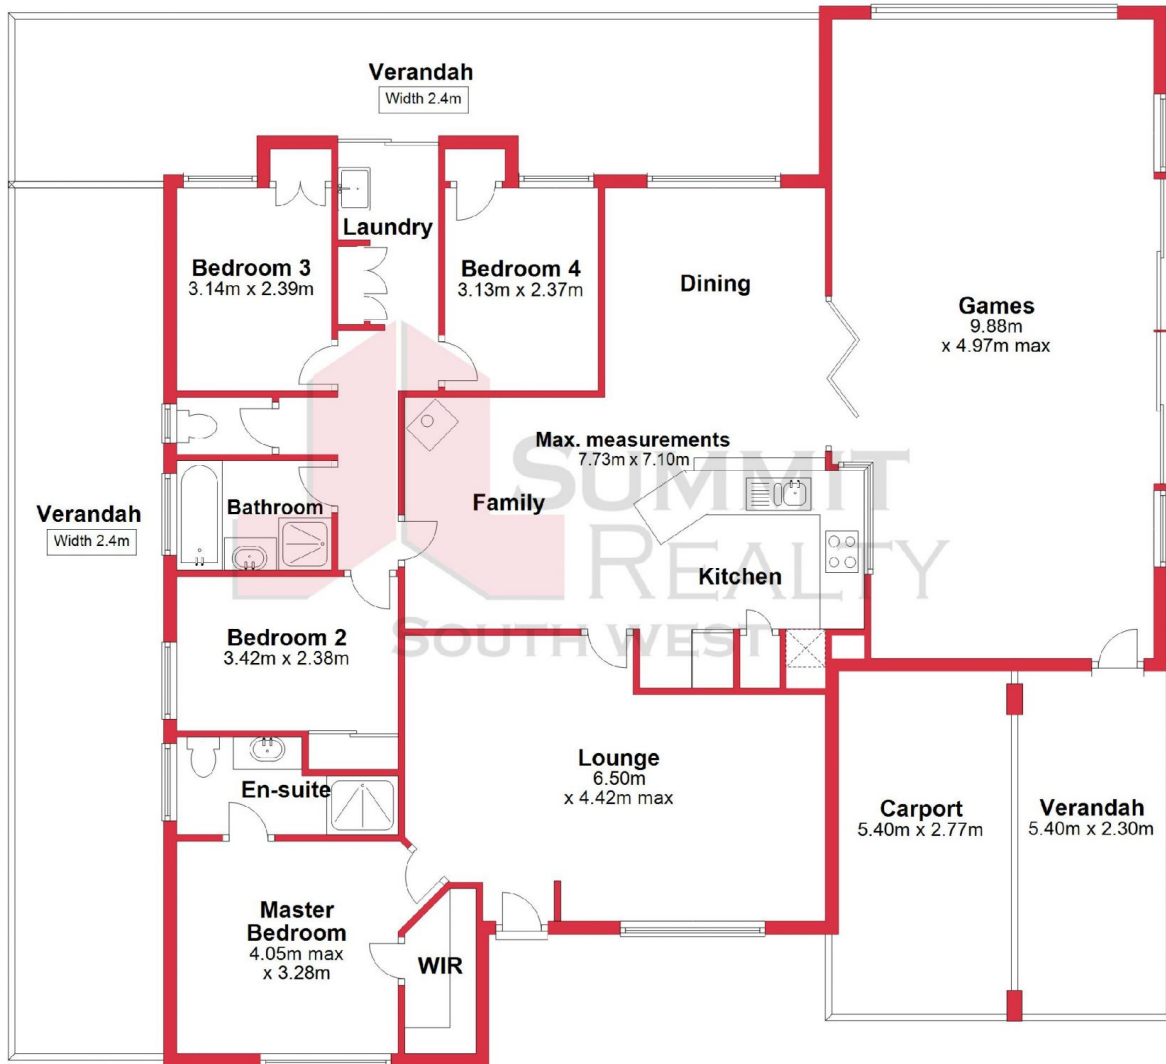 Verandah
Width 2.4m
Laundry
Bedroom 3
3.14m x 2.39m
Bedroom 4
3.13m x 2.37m
Dining
Games
9.88m
x 4.97m max
Max. measurements
7.73m x 7.10m
Family
Verandah
Width 2.4m
Bathroom
Kitchen
SUMMIT
REALTY
SOUTH WEST
Bedroom 2
3.42m x 2.38m
En-suite
Lounge
6.50m
x 4.42m max
Carport
5.40m x 2.77m
Verandah
5.40m x 2.30m
Master
Bedroom
4.05m max
x 3.28m
WIR